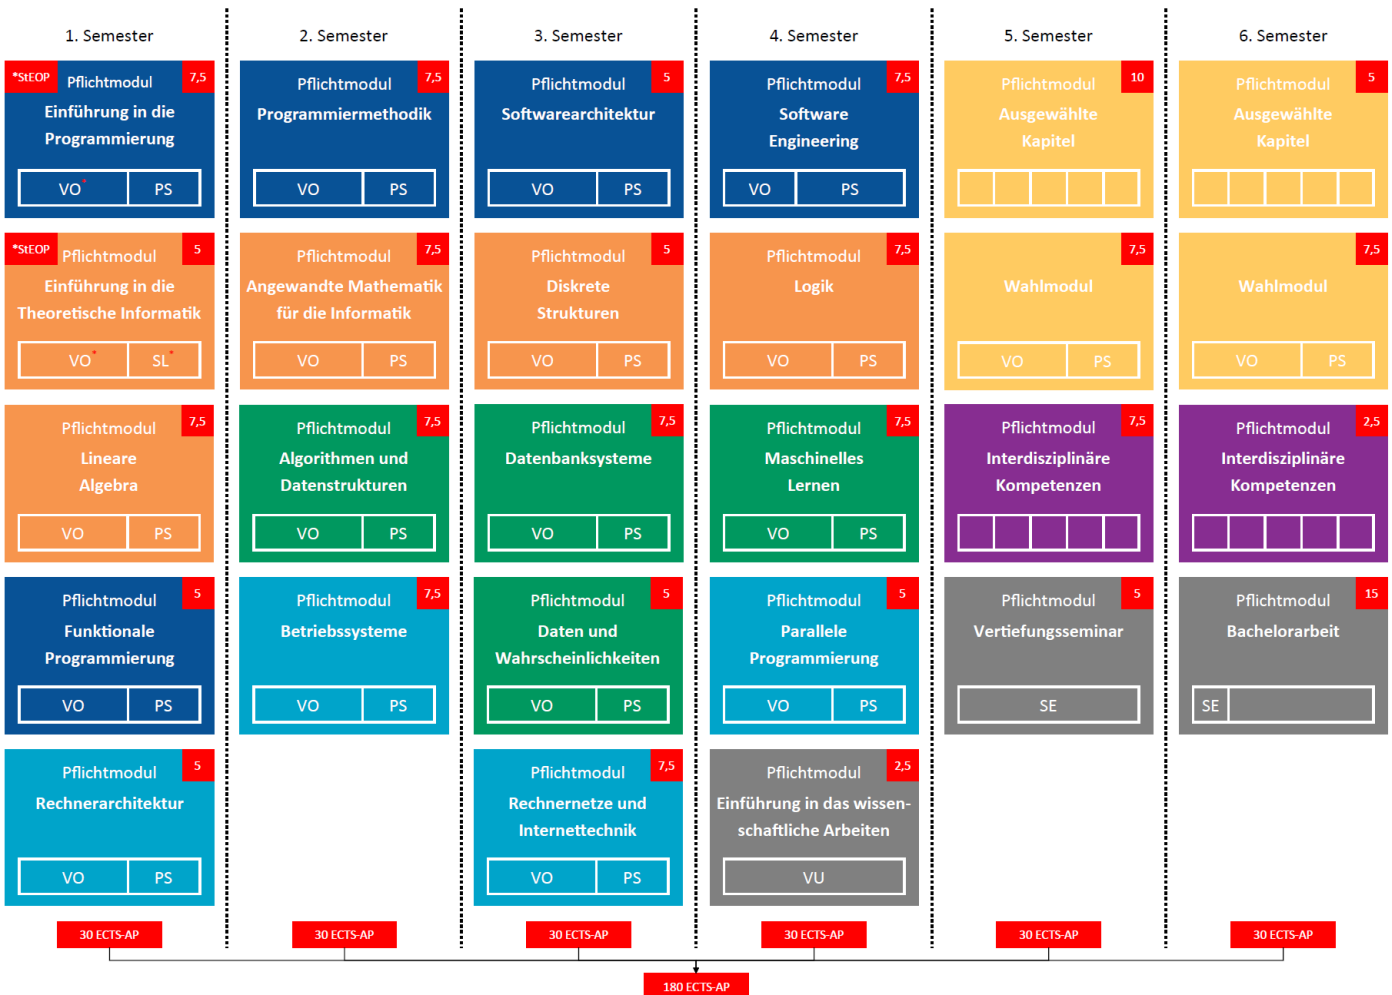 1. Semester
*StEOP
Pflichtmodul
7,5
Einführung in die
Programmierung
VO*
PS
*StEOP
Pflichtmodul
5
Einführung in die
Theoretische Informatik
VO*
SL*
Pflichtmodul
7,5
Lineare
Algebra
VO
PS
Pflichtmodul
5
Funktionale
Programmierung
VO
PS
Pflichtmodul
5
Rechnerarchitektur
VO
PS
30 ECTS-AP
2. Semester
Pflichtmodul
7,5
Programmiermethodik
VO
PS
Pflichtmodul
7,5
Angewandte Mathematik
für die Informatik
VO
PS
Pflichtmodul
7,5
Algorithmen und
Datenstrukturen
VO
PS
Pflichtmodul
7,5
Betriebssysteme
VO
PS
30 ECTS-AP
3. Semester
Pflichtmodul
5
Softwarearchitektur
VO
PS
Pflichtmodul
5
Diskrete
Strukturen
VO
PS
Pflichtmodul
7,5
Datenbanksysteme
VO
PS
Pflichtmodul
5
Daten und
Wahrscheinlichkeiten
VO
PS
Pflichtmodul
7,5
Rechnernetze und
Internettechnik
VO
PS
30 ECTS-AP
4. Semester
Pflichtmodul
7,5
Software
Engineering
VO
PS
Pflichtmodul
7,5
Logik
VO
PS
Pflichtmodul
7,5
Maschinelles
Lernen
VO
PS
Pflichtmodul
5
Parallele
Programmierung
VO
PS
Pflichtmodul
2,5
Einführung in das wissen-
schaftliche Arbeiten
VU
30 ECTS-AP
5. Semester
Pflichtmodul
10
Ausgewählte
Kapitel
7,5
Wahlmodul
VO
PS
Pflichtmodul
7,5
Interdisziplinäre
Kompetenzen
Pflichtmodul
5
Vertiefungsseminar
SE
30 ECTS-AP
6. Semester
Pflichtmodul
5
Ausgewählte
Kapitel
7,5
Wahlmodul
VO
PS
Pflichtmodul
2,5
Interdisziplinäre
Kompetenzen
Pflichtmodul
15
Bachelorarbeit
SE
30 ECTS-AP
180 ECTS-AP